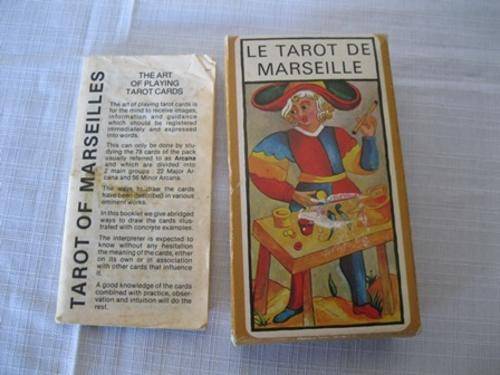 TAROT OF MARSEILLES
THE ART
OF PLAYING
TAROT CARDS
The art of playing tarot cards is
for the mind to receive images,
information and guidance
which should be registered
immediately and expressed
into words.
This can only be done by stu-
dying the 78 cards of the pack
usually referred to as Arcana
and which are divided into
2 main groups : 22 Major Ar-
cana and 56 Minor Arcana.
The ways to draw the cards
have been described in various
eminent works.
In this booklet we give abridged
ways to draw the cards illus-
trated with concrete examples.
The interpreter is expected to
know without any hesitation
the meaning of the cards, either
on its own or in association
with other cards that influence
it.
A good knowledge of the cards
combined with practice, obser-
vation and intuition will do the
rest.
LE TAROT DE
MARSEILLE